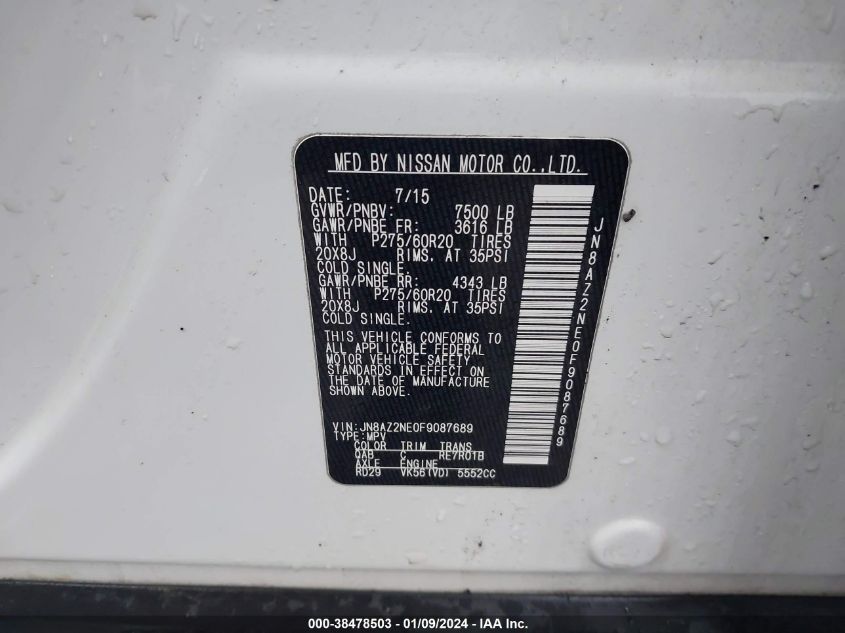 MFD BY NISSAN MOTOR CO.,LTD.
DATE: 7/15
GVWR/PNBV: 7500 LB
GAWR/PNBE FR: 3616 LB
WITH P275/60R20 TIRES
20X8J RIMS. AT 35PSI
COLD SINGLE.
GAWR/PNBE RR: 4343 LB
WITH P275/60R20 TIRES
20X8J RIMS. AT 35PSI
COLD SINGLE.
THIS VEHICLE CONFORMS TO
ALL APPLICABLE FEDERAL
MOTOR VEHICLE SAFETY
STANDARDS IN EFFECT ON
THE DATE OF MANUFACTURE
SHOWN ABOVE.
VIN:JN8AZ2NE0F9087689
TYPE:MPV
COLOR TRIM TRANS
QAB C RE7R01B
AXLE ENGINE
RD29 VK56(VD) 5552CC
JN8AZ2NE0F9087689
000-38478503 - 01/09/2024 - IAA Inc.